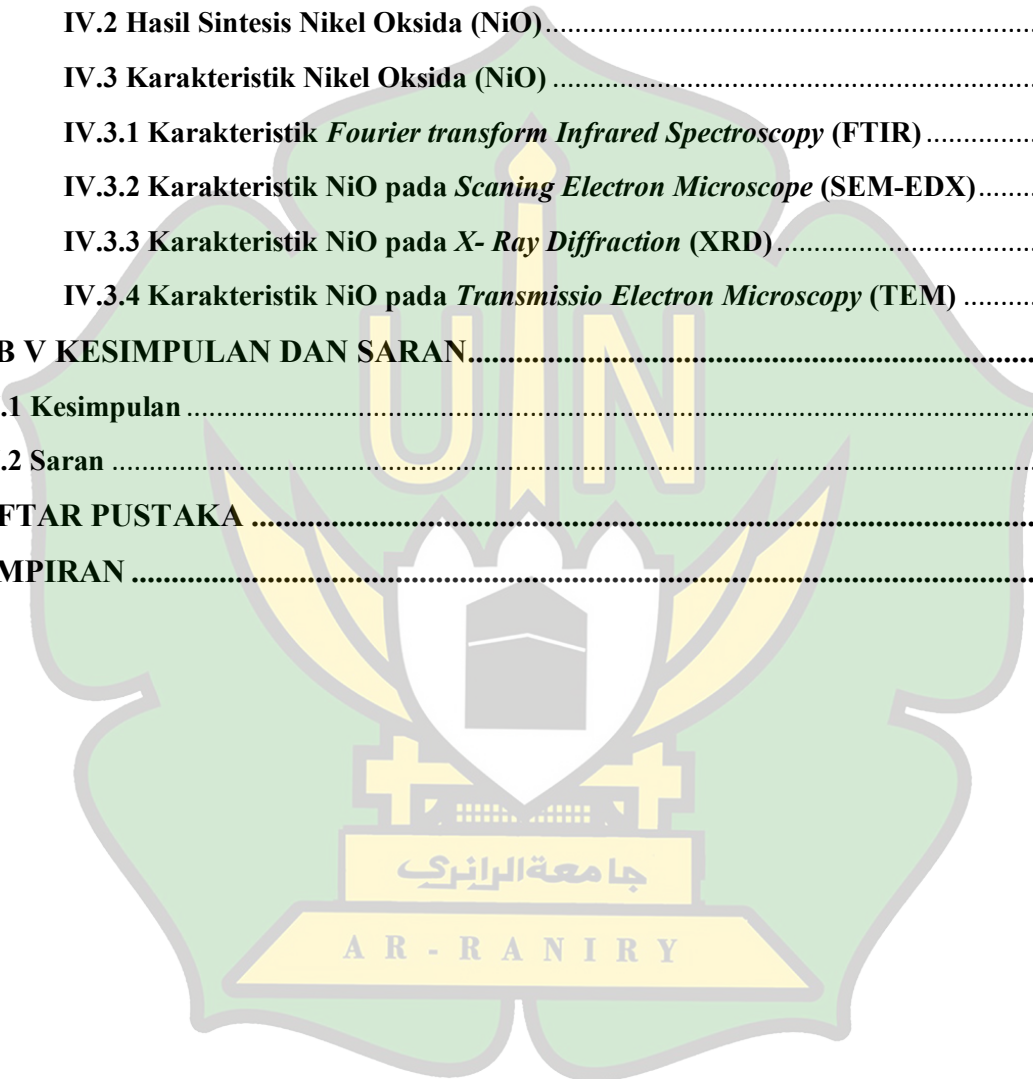 IV.2 Hasil Sintesis Nikel Oksida (NiO)................................................................
IV.3 Karakteristik Nikel Oksida (NiO) ................................................................
IV.3.1 Karakteristik Fourier transform Infrared Spectroscopy (FTIR) ................
IV.3.2 Karakteristik NiO pada Scaning Electron Microscope (SEM-EDX)........
IV.3.3 Karakteristik NiO pada X- Ray Diffraction (XRD) ................................
IV.3.4 Karakteristik NiO pada Transmissio Electron Microscopy (TEM) ..........
B V KESIMPULAN DAN SARAN................................................................
.1 Kesimpulan ................................................................
.2 Saran ................................................................
FTAR PUSTAKA ................................................................
MPIRAN ................................................................
UIN
جامعةالرانري
AR-RANIRY